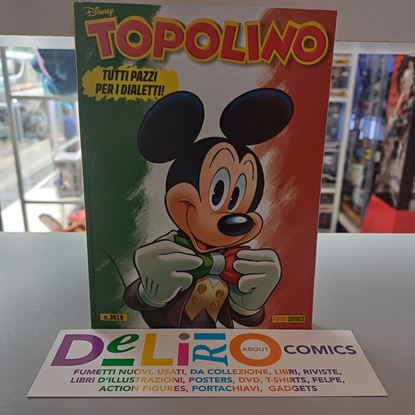 Disney
TOPOLINO
TUTTI PAZZI
PER I DIALETTI!
n.3619
PANINI COMICS
DeLiRiO ABOUT COMICS
FUMETTI NUOVI, USATI, DA COLLEZIONE, LIBRI, RIVISTE,
LIBRI D'ILLUSTRAZIONI, POSTERS, DVD, T-SHIRTS, FELPE,
ACTION FIGURES, PORTACHIAVI, GADGETS